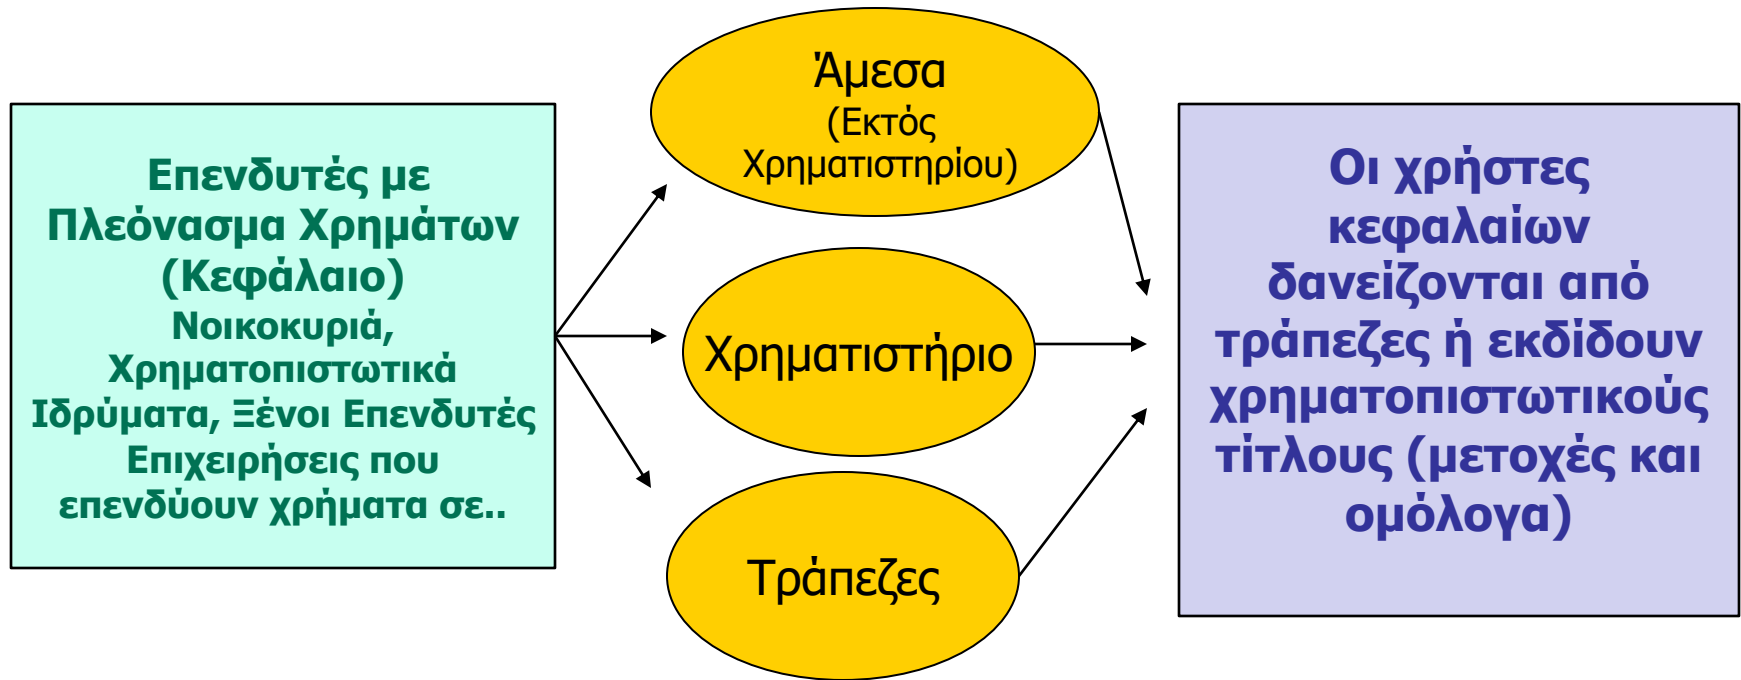 Επενδυτές με
Πλεόνασμα Χρημάτων
(Κεφάλαιο)
Νοικοκυριά,
Χρηματοπιστωτικά
Ιδρύματα, Ξένοι Επενδυτές
Επιχειρήσεις που
επενδύουν χρήματα σε..
Άμεσα
(Εκτός
Χρηματιστηρίου)
Χρηματιστήριο
Τράπεζες
Οι χρήστες
κεφαλαίων
δανείζονται από
τράπεζες ή εκδίδουν
χρηματοπιστωτικούς
τίτλους (μετοχές και
ομόλογα)